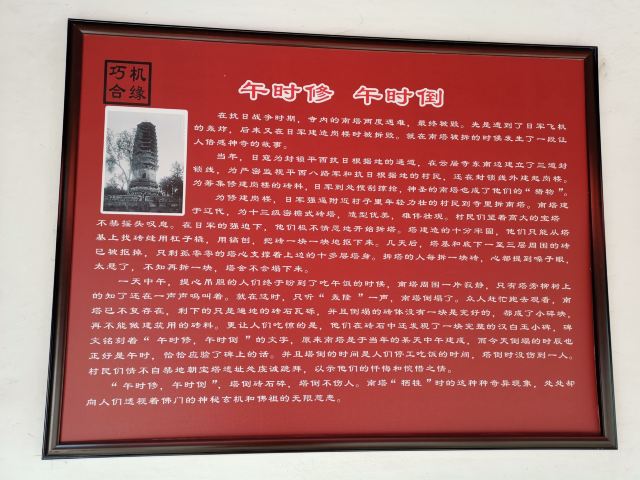 机缘
巧合
午时修 午时倒
在抗日战争时期，寺内的南塔两度遇难，最终被毁。先是遭到了日军飞机
的轰炸，后来又在日军建造岗楼时被拆毁。就在南塔被拆的时候发生了一段让
人倍感神奇的故事。
当年，日寇为封锁平西抗日根据地的通道，在云居寺东南边建立了三道封
锁线，为严密监视平西八路军和抗日根据地的村民，还在封锁线外建起岗楼。
为筹集修建岗楼的砖料，日军到处搜刮掠抢，神圣的南塔也成了他们的“猎物”。
为修建岗楼，日军强逼附近村子里年轻力壮的村民到寺里拆南塔。南塔建
于辽代，为十三级密檐式砖塔，造型优美，雄伟壮观。村民们望着高大的宝塔
不禁摇头叹息。在日军的强迫下，他们极不情愿地开始拆塔。塔建造的十分牢固，他们只能从塔
基上找砖缝用杠子撬，用镐刨，把砖一块一块地抠下来。几天后，塔基和底下一至三层周围的砖
已被抠掉，只剩孤零零的塔心支撑着上边的十多层塔身。拆塔的人每拆一块砖，心都提到嗓子眼，
太悬了，不知再拆一块，塔会不会塌下来。
一天中午，提心吊胆的人们终于盼到了吃午饭的时候，南塔周围一片寂静，只有塔旁柳树上
的知了还在一声声鸣叫着。就在这时，只听“轰隆”一声，南塔倒塌了。众人赶忙跑去观看，南
塔已不复存在，剩下的只是遍地的砖石瓦砾，并且倒塌的砖体没有一块是完好的，都成了小碎块，
再不能做建筑用的砖料。更让人们吃惊的是，他们在砖石中还发现了一块完整的汉白玉小碑，碑
文铭刻着“午时修，午时倒”的文字，原来南塔是于当年的某天中午建成，而今天倒塌的时辰也
正好是午时，恰恰应验了碑上的话。并且塔倒的时间是人们停工吃饭的时间，塔倒时没伤到一人。
村民们情不自禁地朝宝塔遗址处虔诚跪拜，以示他们的忏悔和惋惜之情。
“午时修，午时倒”，塔倒砖石碎，塔倒不伤人。南塔“牺牲”时的这种种奇异现象，处处却
向人们透视着佛门的神秘玄机和佛祖的无限慈悲。